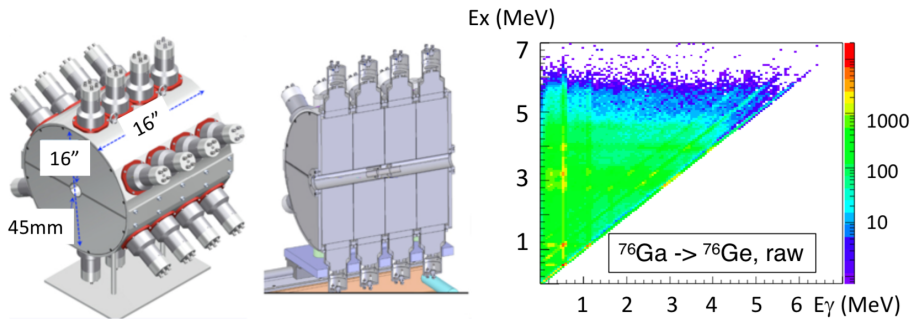 16”
16”
45mm
Ex (MeV)
7
5
3
1
1 2 3 4 5 6 Eγ (MeV)
1000
100
10
⁷⁶Ga -> ⁷⁶Ge, raw